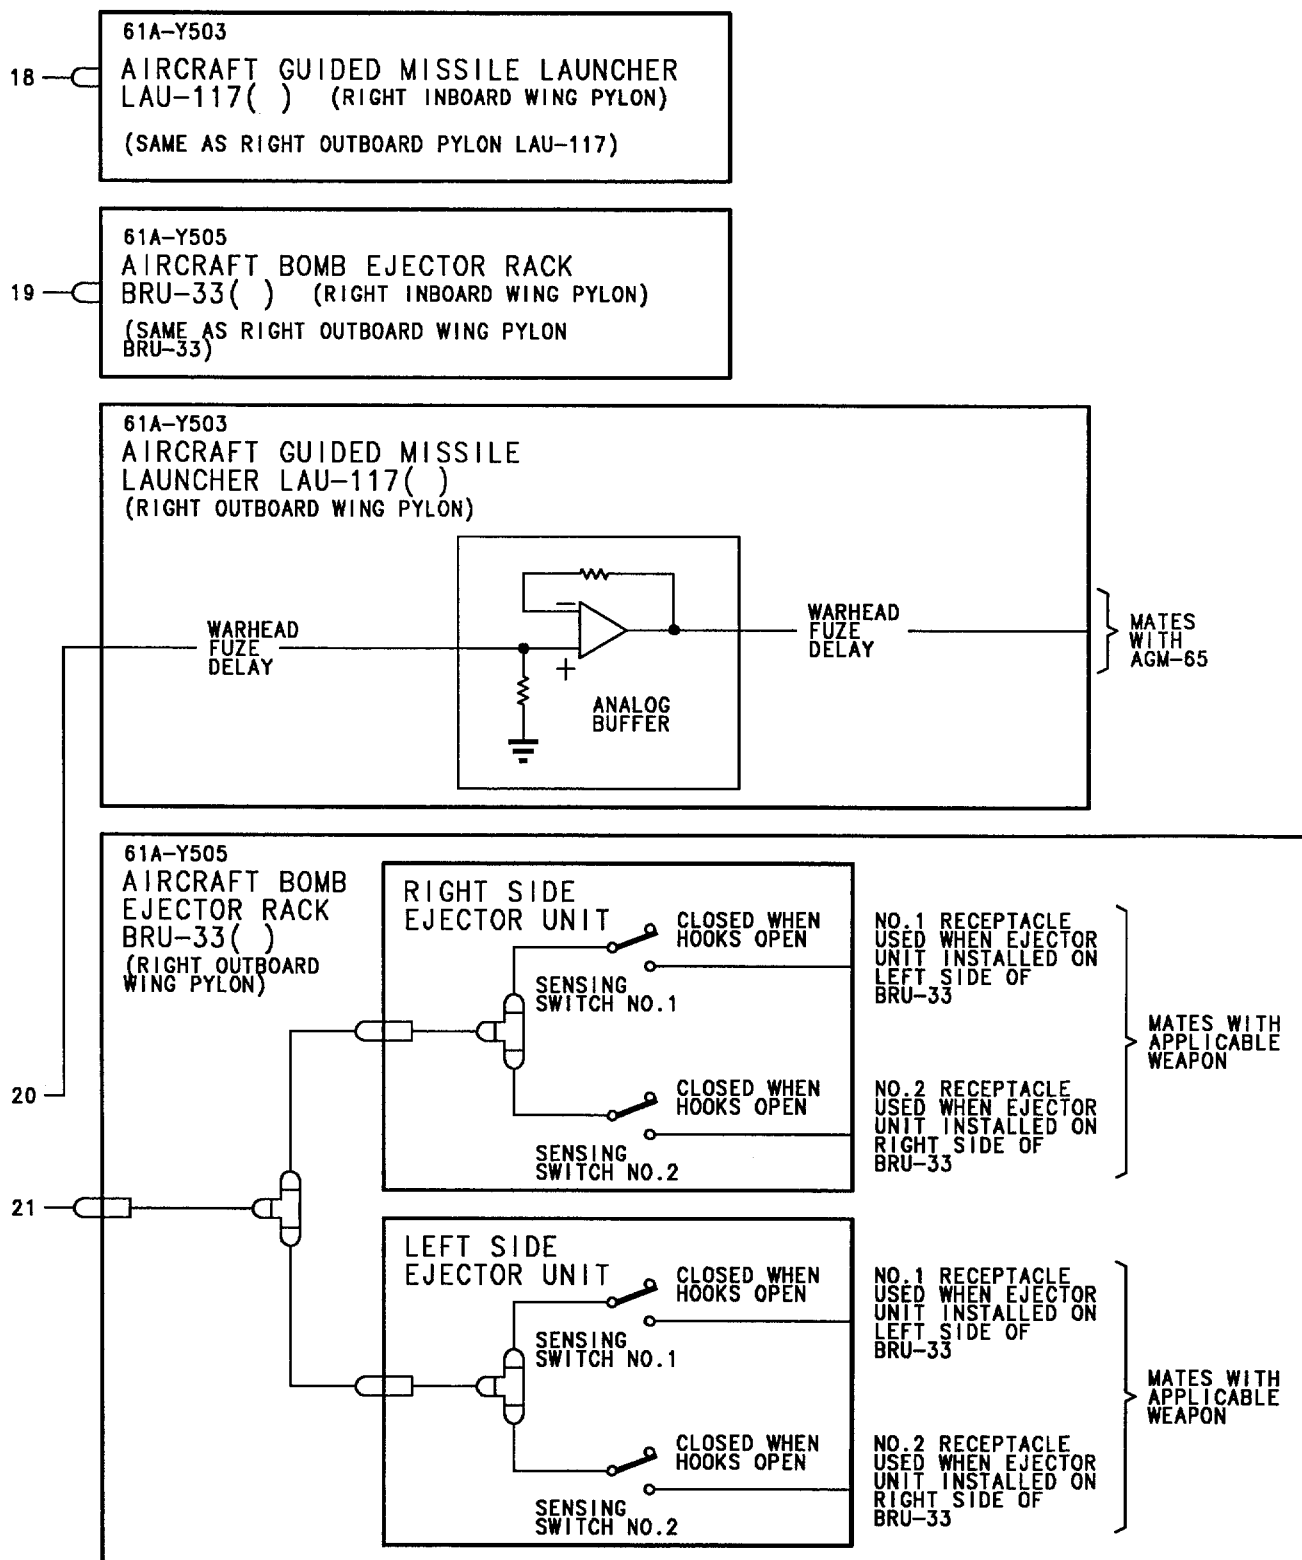 61A-Y503
18
AIRCRAFT GUIDED MISSILE LAUNCHER
LAU-117( ) (RIGHT INBOARD WING PYLON)
(SAME AS RIGHT OUTBOARD PYLON LAU-117)
61A-Y505
19
AIRCRAFT BOMB EJECTOR RACK
BRU-33( ) (RIGHT INBOARD WING PYLON)
(SAME AS RIGHT OUTBOARD WING PYLON
BRU-33)
61A-Y503
AIRCRAFT GUIDED MISSILE
LAUNCHER LAU-117( )
(RIGHT OUTBOARD WING PYLON)
WARHEAD
FUZE
DELAY
−
+
ANALOG
BUFFER
WARHEAD
FUZE
DELAY
MATES
WITH
AGM-65
20
21
61A-Y505
AIRCRAFT BOMB
EJECTOR RACK
BRU-33( )
(RIGHT OUTBOARD
WING PYLON)
RIGHT SIDE
EJECTOR UNIT
CLOSED WHEN
HOOKS OPEN
SENSING
SWITCH NO.1
CLOSED WHEN
HOOKS OPEN
SENSING
SWITCH NO.2
NO.1 RECEPTACLE
USED WHEN EJECTOR
UNIT INSTALLED ON
LEFT SIDE OF
BRU-33
NO.2 RECEPTACLE
USED WHEN EJECTOR
UNIT INSTALLED ON
RIGHT SIDE OF
BRU-33
MATES WITH
APPLICABLE
WEAPON
LEFT SIDE
EJECTOR UNIT
CLOSED WHEN
HOOKS OPEN
SENSING
SWITCH NO.1
CLOSED WHEN
HOOKS OPEN
SENSING
SWITCH NO.2
NO.1 RECEPTACLE
USED WHEN EJECTOR
UNIT INSTALLED ON
LEFT SIDE OF
BRU-33
NO.2 RECEPTACLE
USED WHEN EJECTOR
UNIT INSTALLED ON
RIGHT SIDE OF
BRU-33
MATES WITH
APPLICABLE
WEAPON